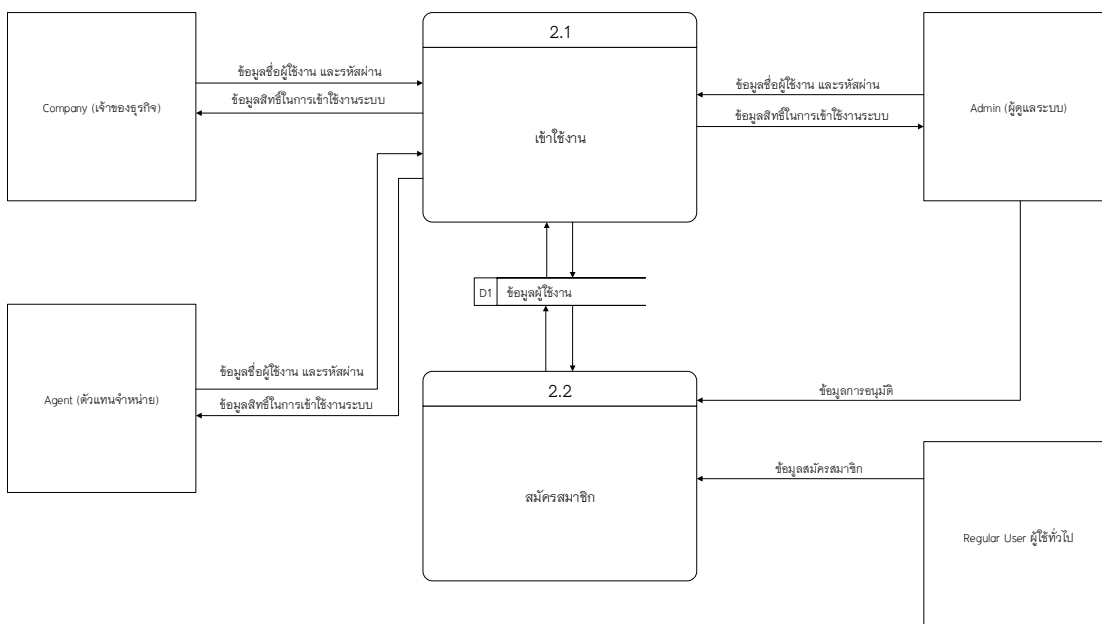 2.1
ข้อมูลชื่อผู้ใช้งาน และรหัสผ่าน
ข้อมูลชื่อผู้ใช้งาน และรหัสผ่าน
Company (เจ้าของธุรกิจ)
ข้อมูลสิทธิ์ในการเข้าใช้งานระบบ
Admin (ผู้ดูแลระบบ)
ข้อมูลสิทธิ์ในการเข้าใช้งานระบบ
เข้าใช้งาน
D1 ข้อมูลผู้ใช้งาน
ข้อมูลชื่อผู้ใช้งาน และรหัสผ่าน
2.2
ข้อมูลการอนุมัติ
Agent (ตัวแทนจำหน่าย)
ข้อมูลสิทธิ์ในการเข้าใช้งานระบบ
ข้อมูลสมัครสมาชิก
สมัครสมาชิก
Regular User ผู้ใช้ทั่วไป